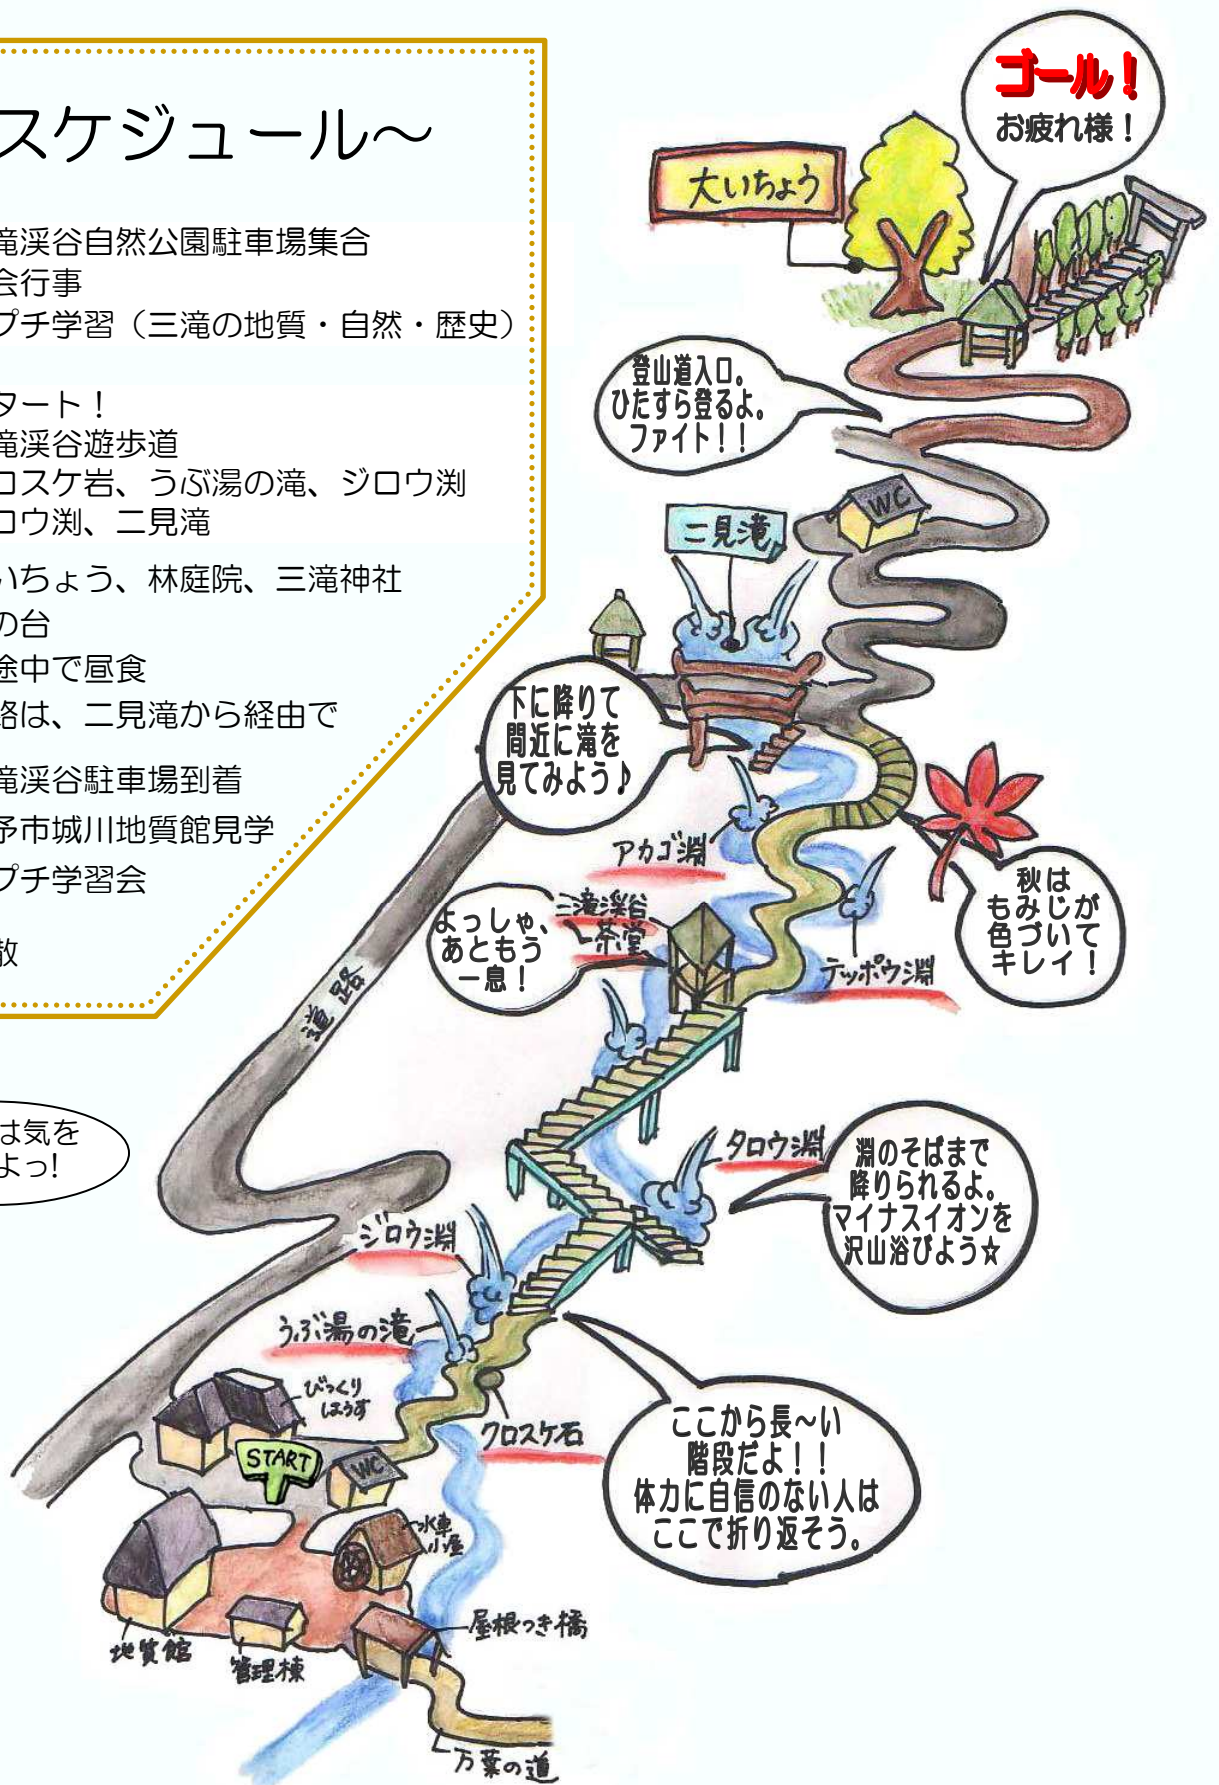 スケジュール～
滝渓谷自然公園駐車場集合
会行事
プチ学習（三滝の地質・自然・歴史）
タート！
滝渓谷遊歩道
ロスケ岩、うぶ湯の滝、ジロウ渕
ロウ渕、二見滝
いちょう、林庭院、三滝神社
の台
途中で昼食
路は、二見滝から経由で
滝渓谷駐車場到着
予市城川地質館見学
プチ学習会
散
は気を
よっ!
ゴール！
お疲れ様！
大いちょう
登山道入口。
ひたすら登るよ。
ファイト！！
WC
二見滝
下に降りて
間近に滝を
見てみよう♪
アカゴ淵
秋は
もみじが
色づいて
キレイ！
三滝渓谷
茶堂
よっしゃ、
あともう
一息！
テッポウ淵
道路
タロウ淵
淵のそばまで
降りられるよ。
マイナスイオンを
沢山浴びよう☆
ジロウ淵
うぶ湯の滝
びっくり
はうす
クロスケ石
START
WC
ここから長～い
階段だよ！！
体力に自信のない人は
ここで折り返そう。
水車
小屋
地質館
管理棟
屋根つき橋
万葉の道